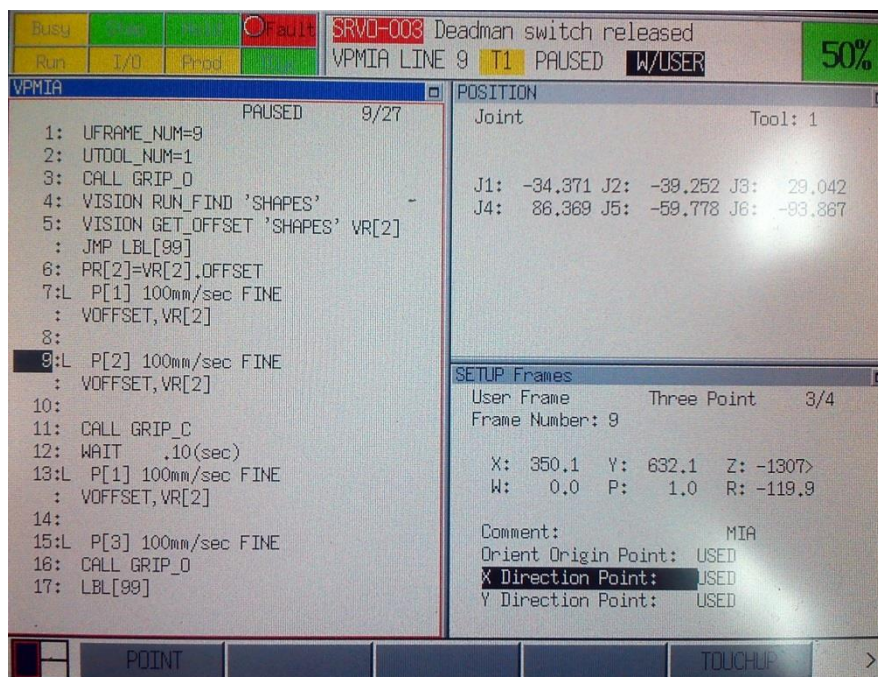 Busy
Fault
SRVO-003 Deadman switch released
Run I/O Prod
VPMIA LINE 9 T1 PAUSED W/USER
50%
VPMIA
PAUSED 9/27
1: UFRAME_NUM=9
2: UTOOL_NUM=1
3: CALL GRIP_O
4: VISION RUN_FIND 'SHAPES'
5: VISION GET_OFFSET 'SHAPES' VR[2]
: JMP LBL[99]
6: PR[2]=VR[2].OFFSET
7:L P[1] 100mm/sec FINE
: VOFFSET,VR[2]
8:
9:L P[2] 100mm/sec FINE
: VOFFSET,VR[2]
10:
11: CALL GRIP_C
12: WAIT .10(sec)
13:L P[1] 100mm/sec FINE
: VOFFSET,VR[2]
14:
15:L P[3] 100mm/sec FINE
16: CALL GRIP_O
17: LBL[99]
POSITION
Joint Tool: 1
J1: -34.371 J2: -39.252 J3: 29.042
J4: 86.369 J5: -59.778 J6: -93.867
SETUP Frames
User Frame Three Point 3/4
Frame Number: 9
X: 350.1 Y: 632.1 Z: -1307>
W: 0.0 P: 1.0 R: -119.9
Comment: MIA
Orient Origin Point: USED
X Direction Point: USED
Y Direction Point: USED
POINT TOUCHUP >